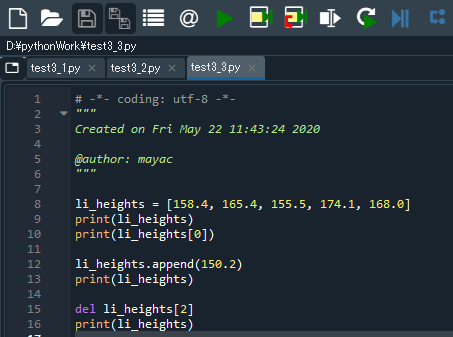 D:¥pythonWork¥test3_3.py
test3_1.py
test3_2.py
test3_3.py
1 # -*- coding: utf-8 -*-
2 """
3 Created on Fri May 22 11:43:24 2020
4
5 @author: mayac
6 """
7
8 li_heights = [158.4, 165.4, 155.5, 174.1, 168.0]
9 print(li_heights)
10 print(li_heights[0])
11
12 li_heights.append(150.2)
13 print(li_heights)
14
15 del li_heights[2]
16 print(li_heights)
17